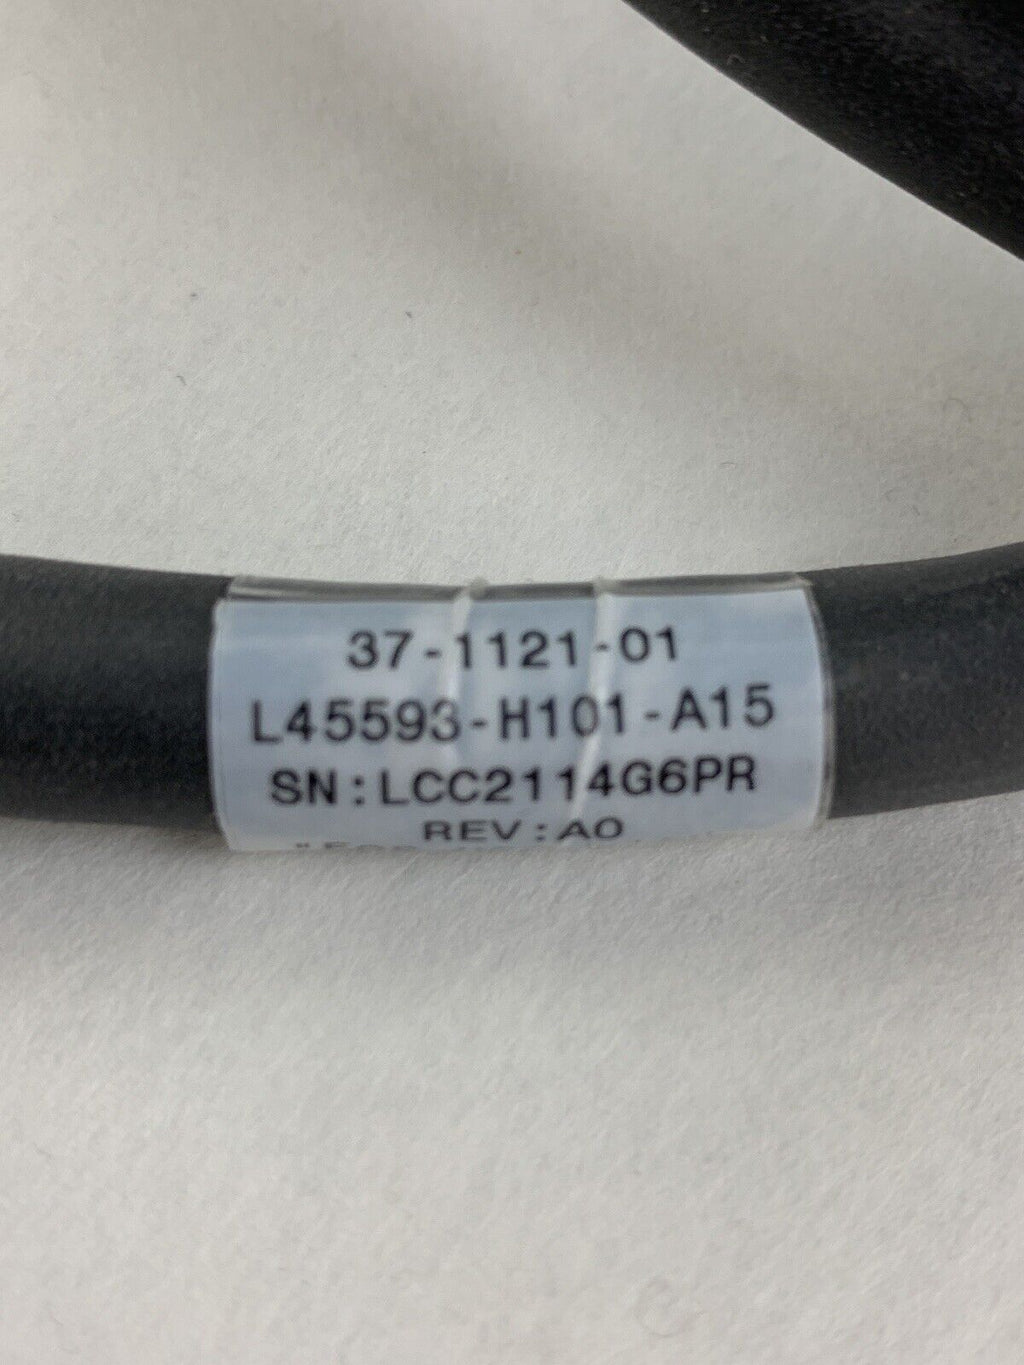 37-1121-01
L45593-H101-A15
SN:LCC2114G6PR
REV:A0